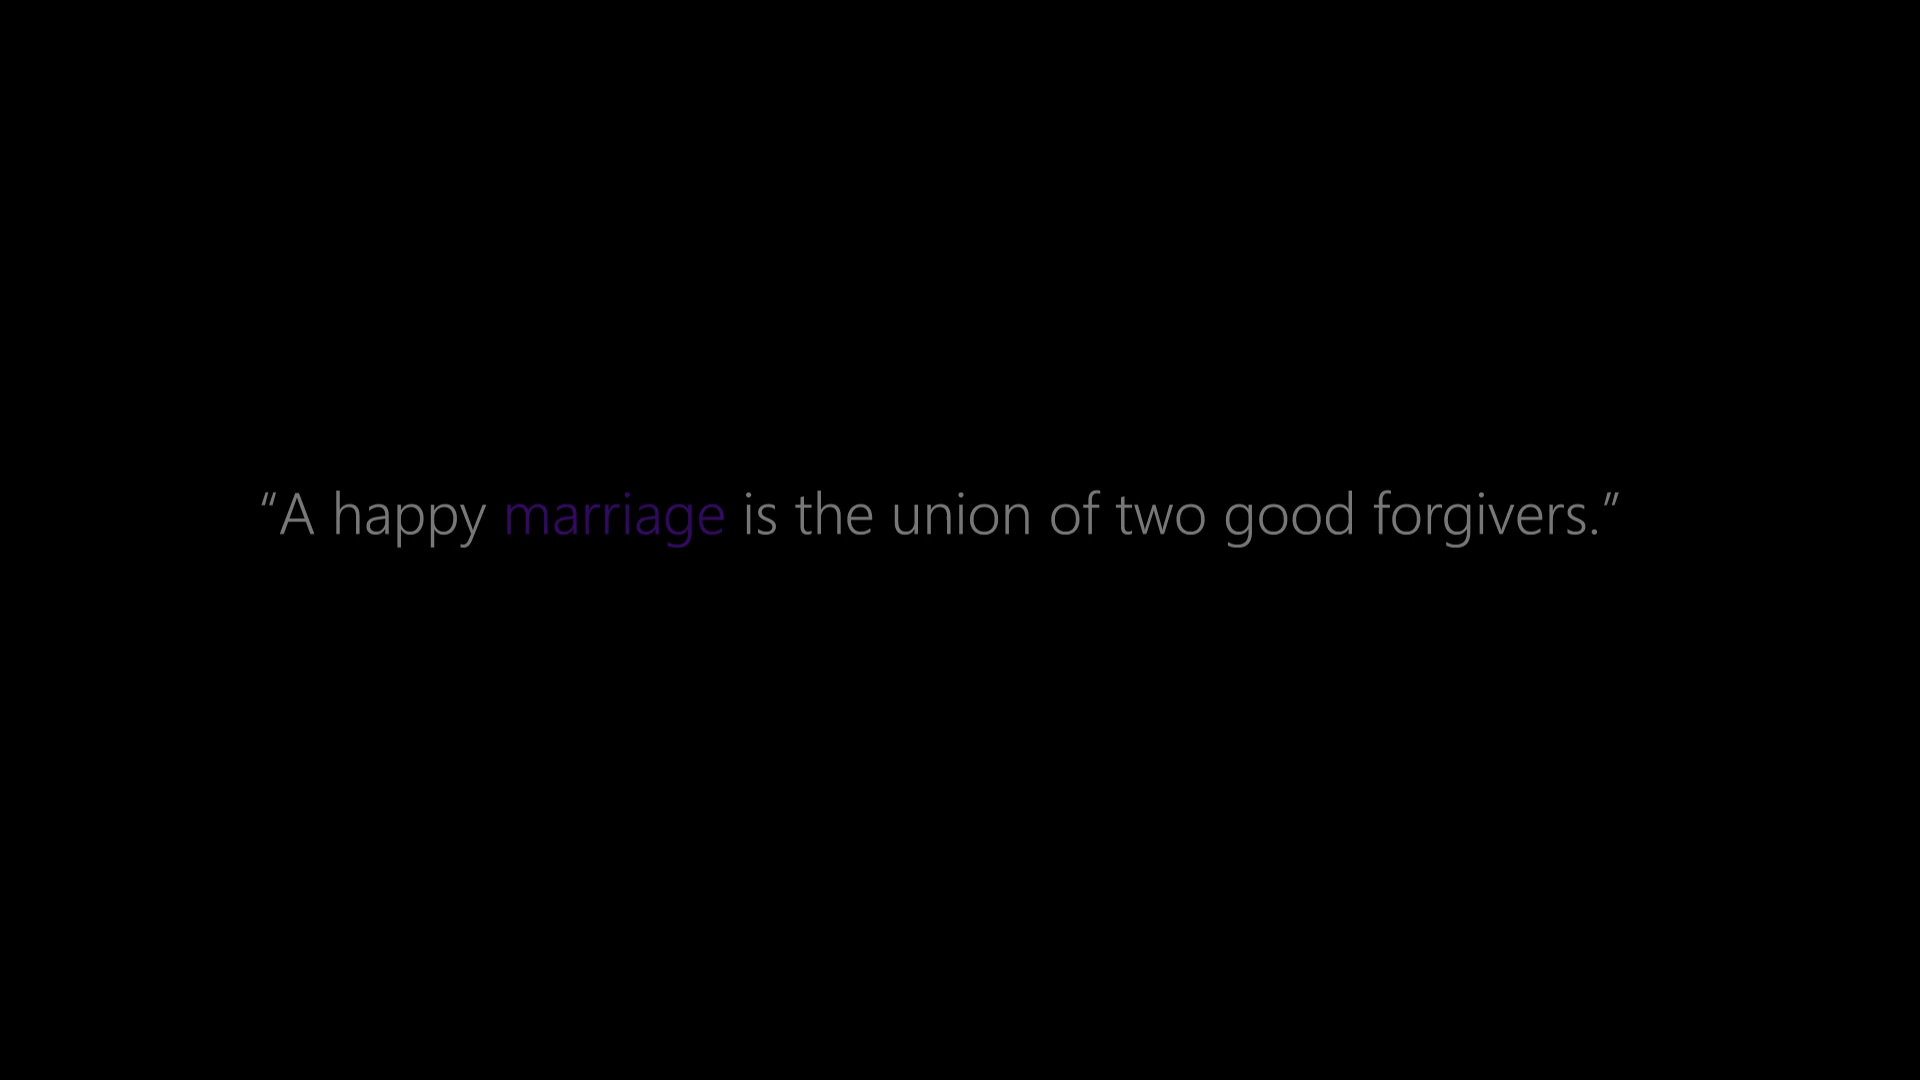 “A happy marriage is the union of two good forgivers.”